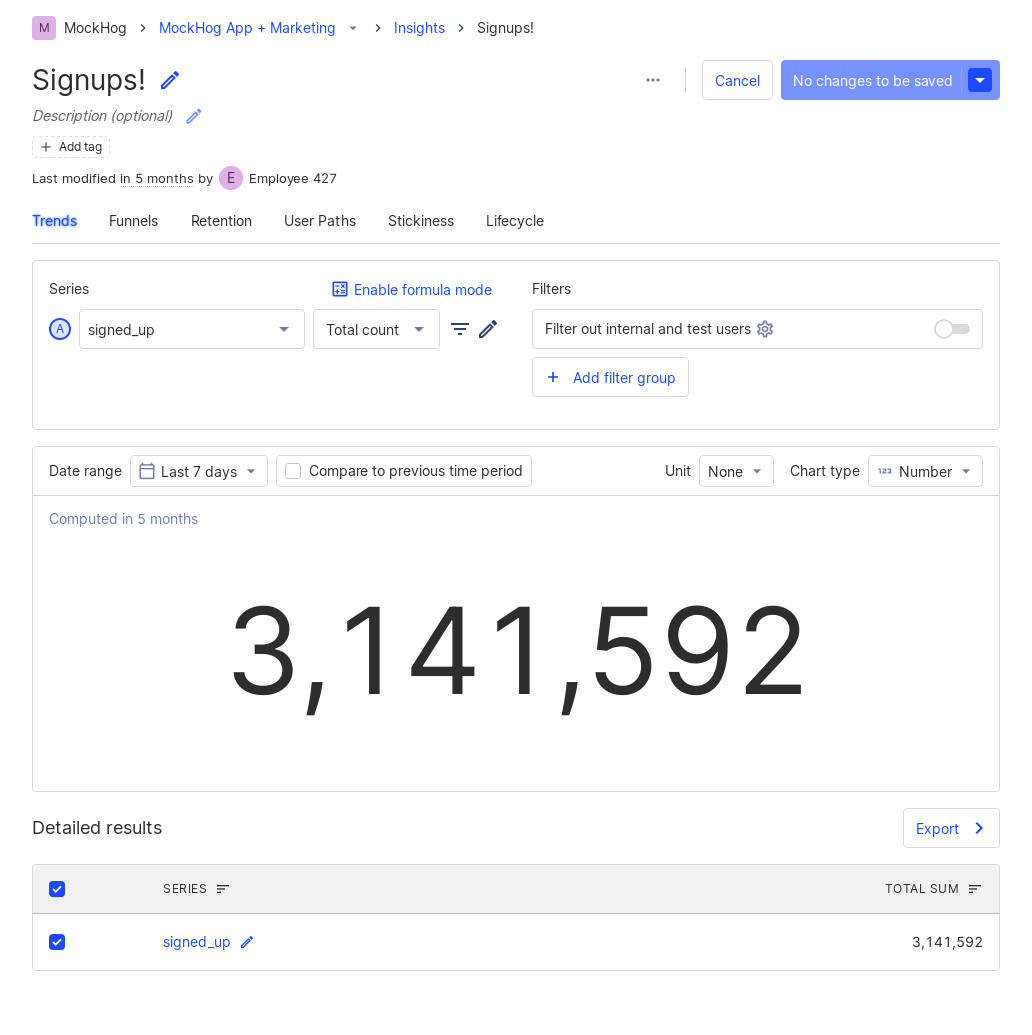 M MockHog MockHog App + Marketing Insights Signups!
Signups!
Cancel No changes to be saved
Description (optional)
Add tag
Last modified in 5 months by E Employee 427
Trends Funnels Retention User Paths Stickiness Lifecycle
Series Enable formula mode Filters
A signed_up Total count Filter out internal and test users
Add filter group
Date range Last 7 days Compare to previous time period Unit None Chart type 123 Number
Computed in 5 months
3,141,592
Detailed results Export
SERIES TOTAL SUM
signed_up 3,141,592